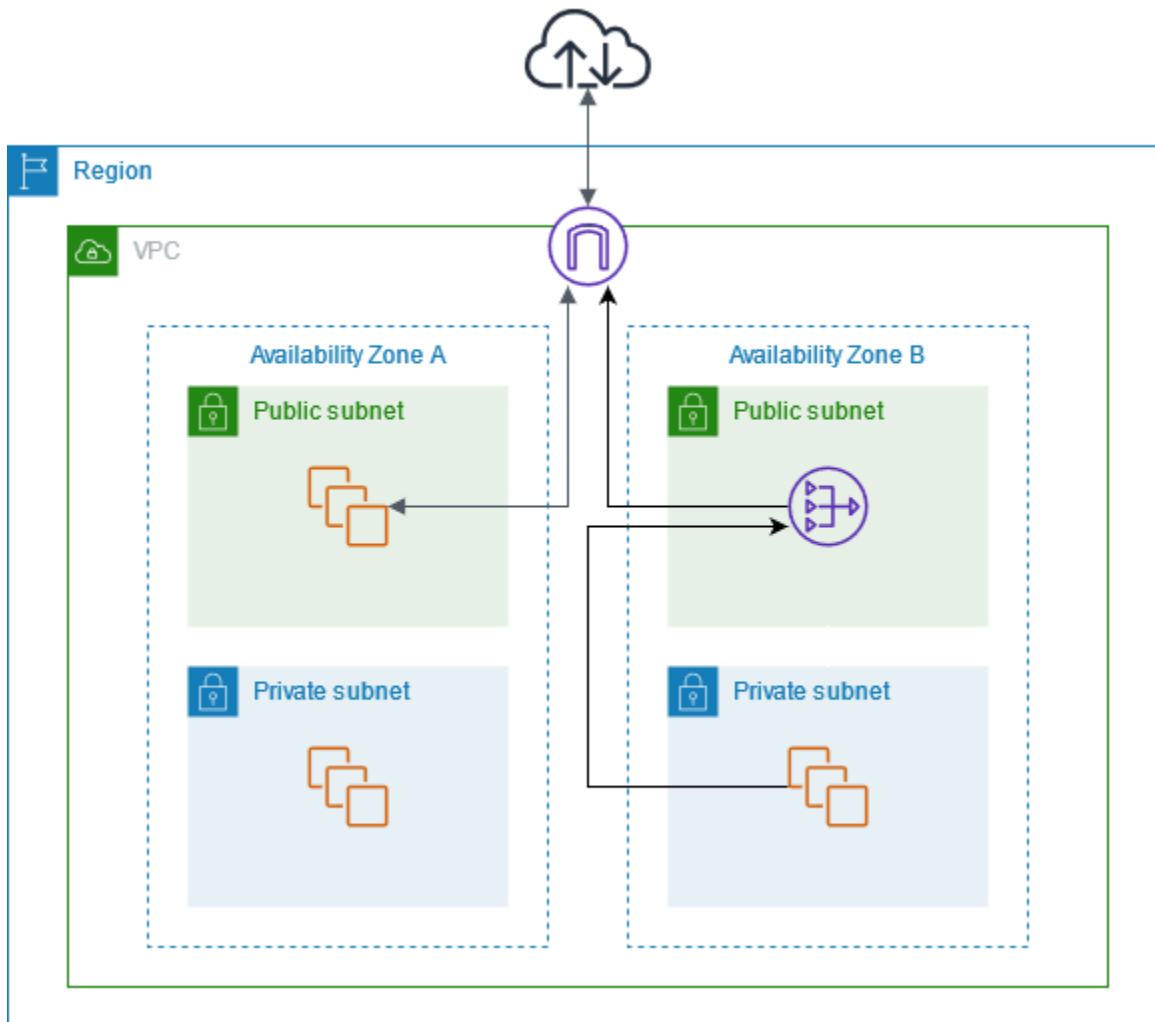 Region
VPC
Availability Zone A
Availability Zone B
Public subnet
Public subnet
Private subnet
Private subnet